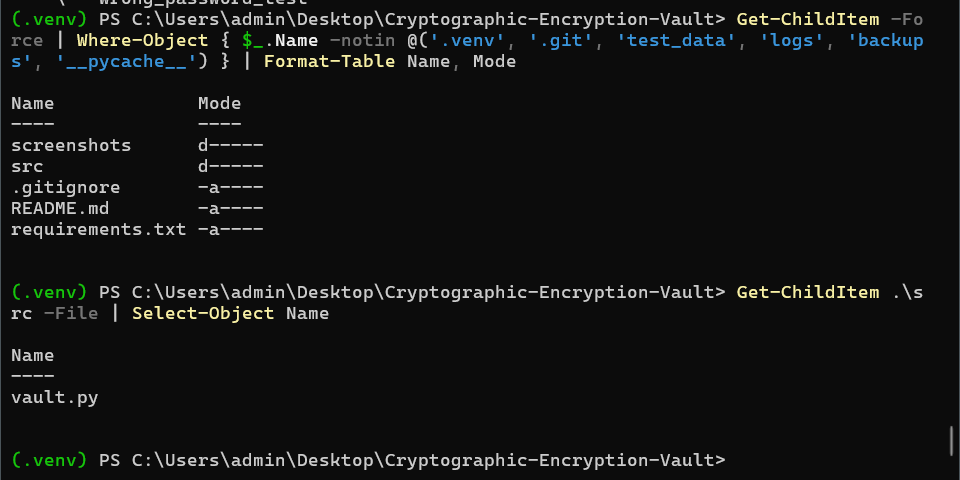 wrong_password_test
(.venv) PS C:\Users\admin\Desktop\Cryptographic-Encryption-Vault> Get-ChildItem -Fo
rce | Where-Object { $_.Name -notin @('.venv', '.git', 'test_data', 'logs', 'backup
s', '__pycache__') } | Format-Table Name, Mode
Name Mode
---- ----
screenshots d-----
src d-----
.gitignore -a----
README.md -a----
requirements.txt -a----
(.venv) PS C:\Users\admin\Desktop\Cryptographic-Encryption-Vault> Get-ChildItem .\s
rc -File | Select-Object Name
Name
----
vault.py
(.venv) PS C:\Users\admin\Desktop\Cryptographic-Encryption-Vault>